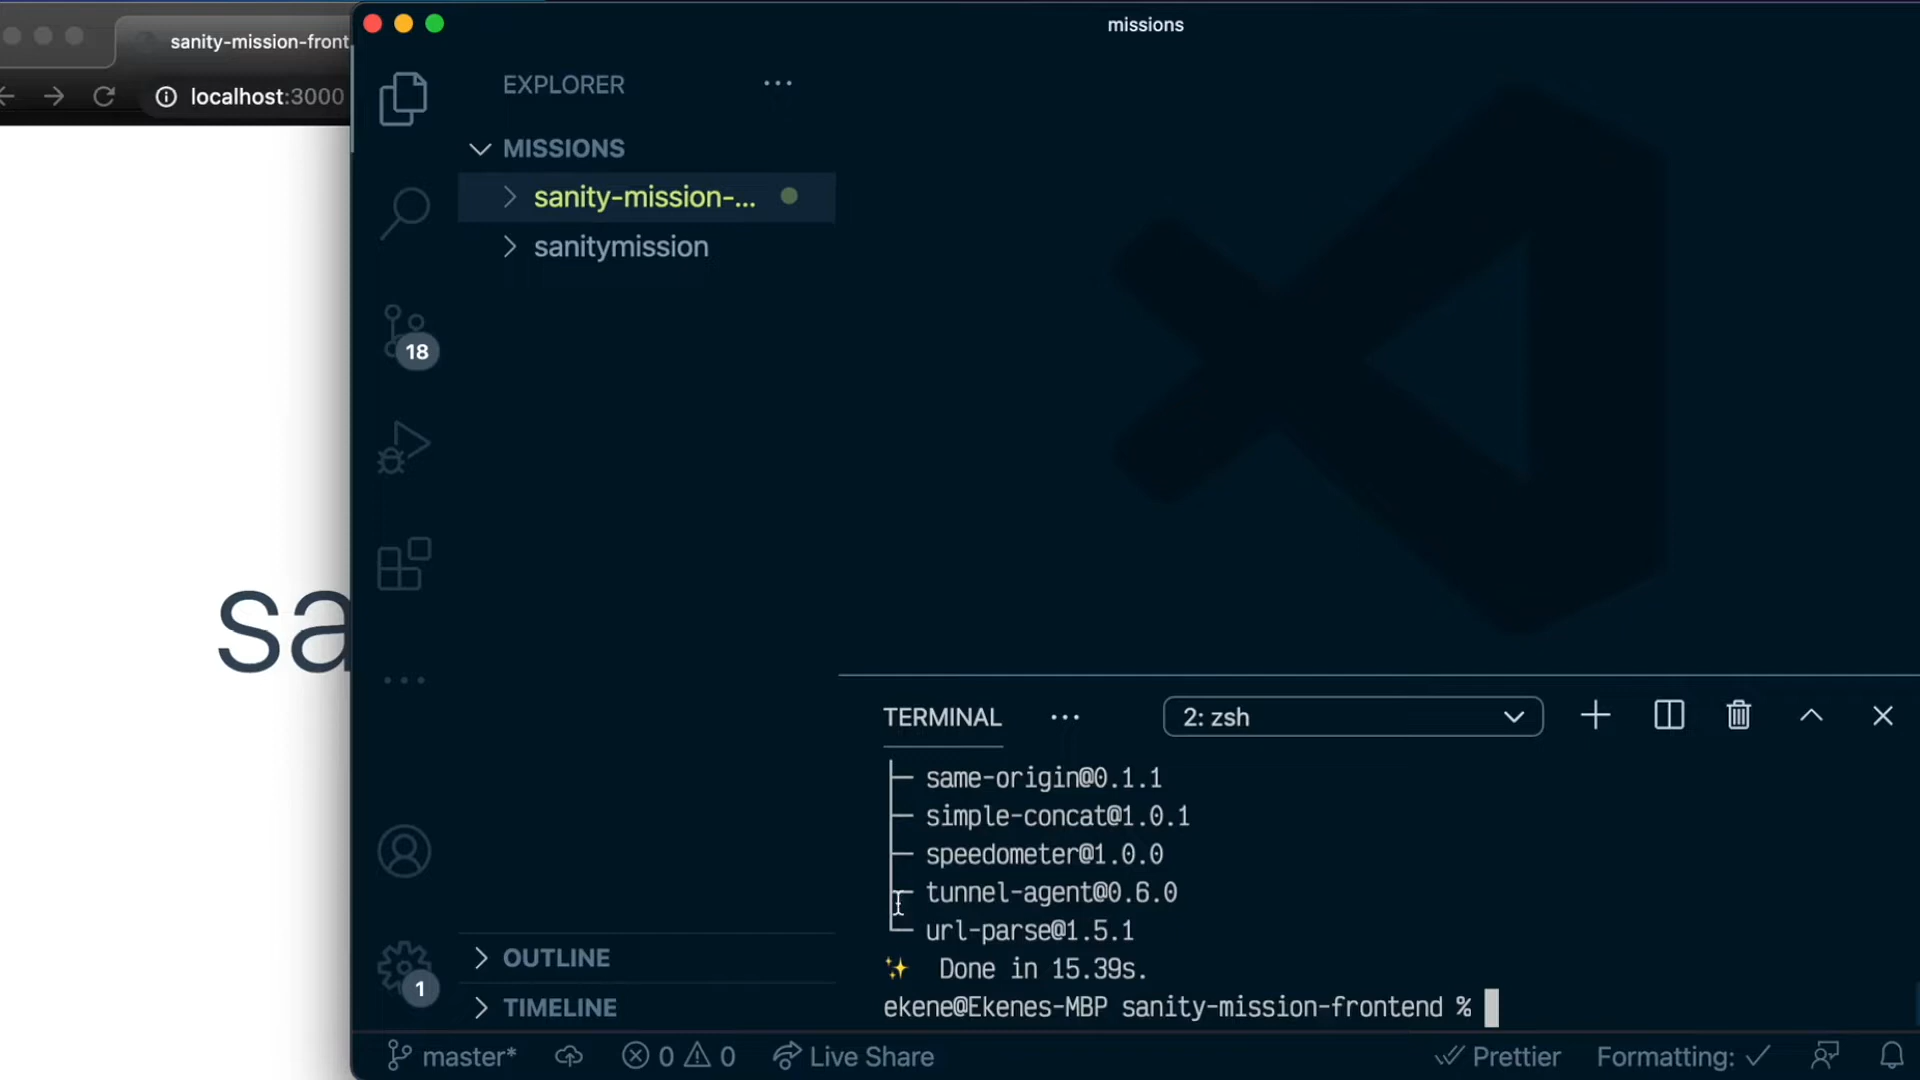 sanity-mission-front
localhost:3000
sa
missions
EXPLORER
MISSIONS
sanity-mission-...
sanitymission
18
1
OUTLINE
TIMELINE
TERMINAL
2: zsh
same-origin@0.1.1
simple-concat@1.0.1
speedometer@1.0.0
tunnel-agent@0.6.0
url-parse@1.5.1
✨ Done in 15.39s.
ekene@Ekenes-MBP sanity-mission-frontend %
master* 0 0 Live Share Prettier Formatting: ✓